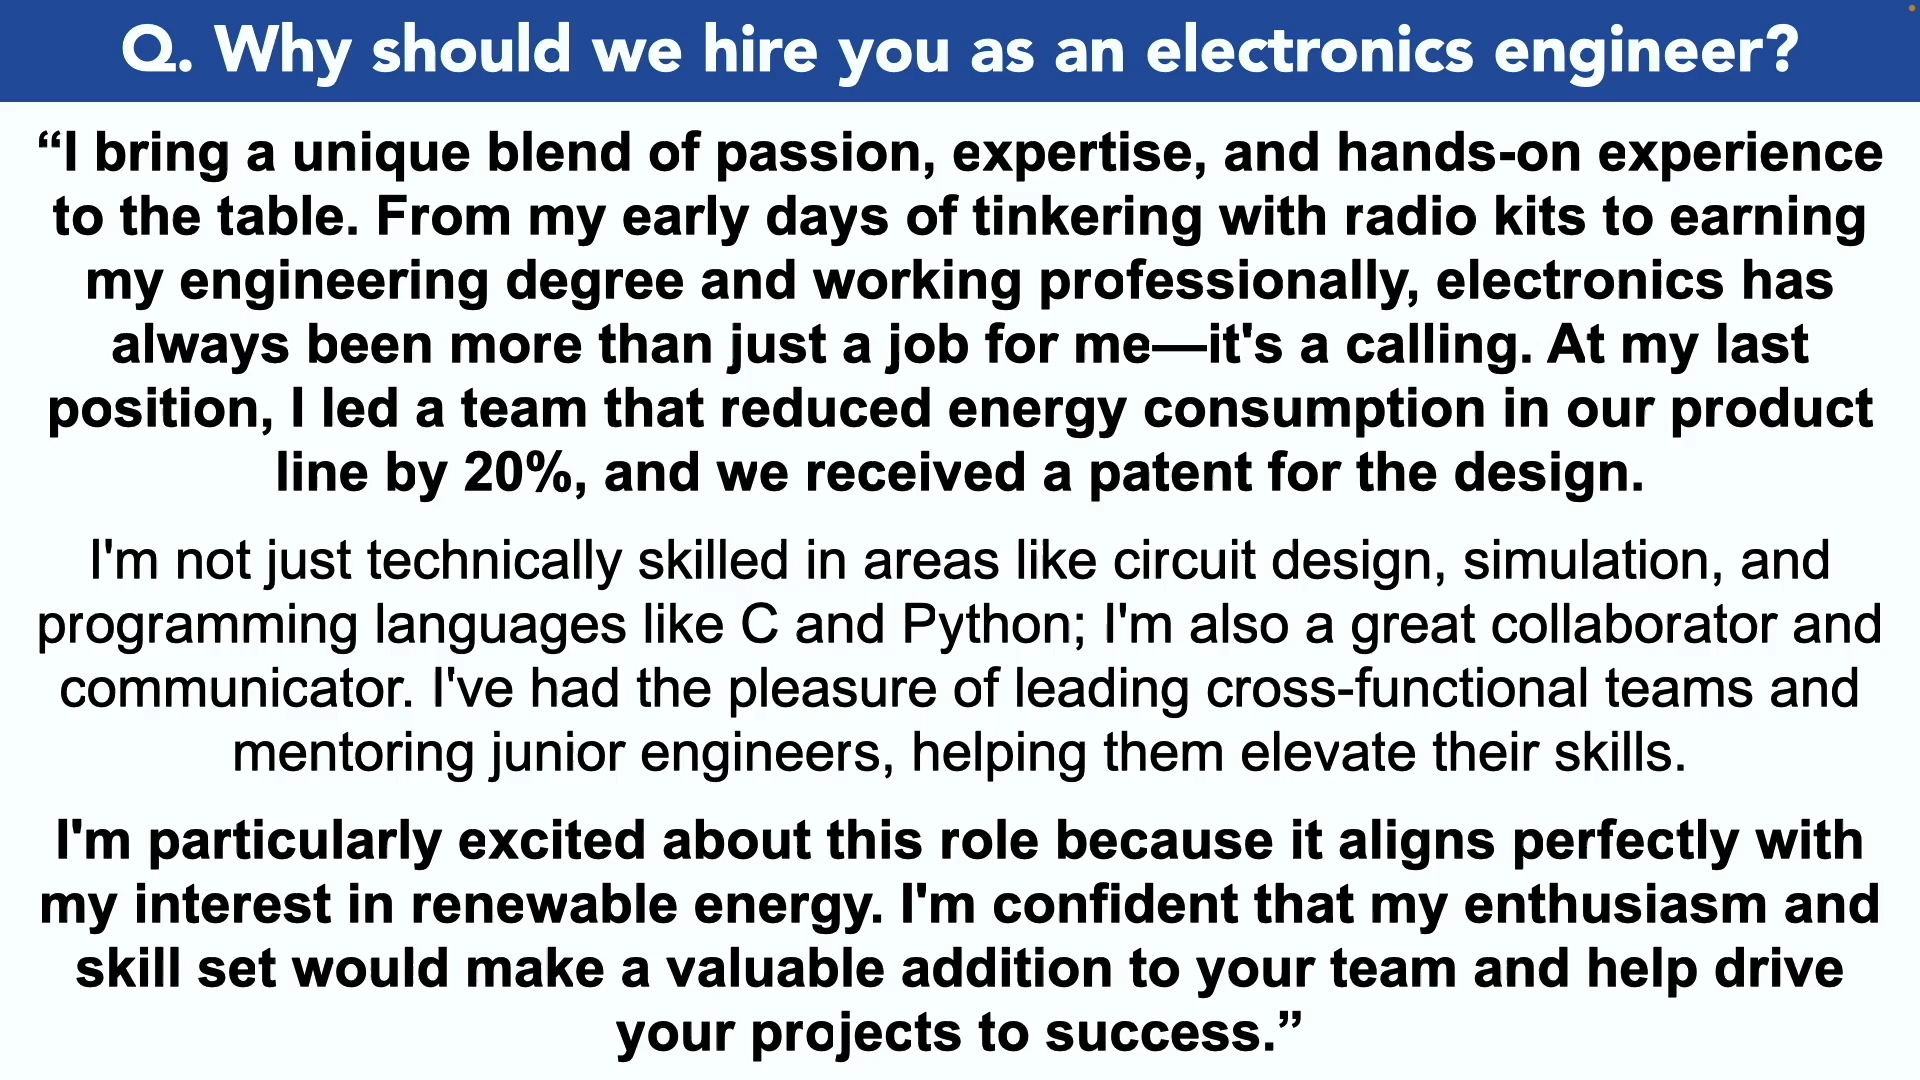 Q. Why should we hire you as an electronics engineer?
“I bring a unique blend of passion, expertise, and hands-on experience
to the table. From my early days of tinkering with radio kits to earning
my engineering degree and working professionally, electronics has
always been more than just a job for me—it's a calling. At my last
position, I led a team that reduced energy consumption in our product
line by 20%, and we received a patent for the design.
I'm not just technically skilled in areas like circuit design, simulation, and
programming languages like C and Python; I'm also a great collaborator and
communicator. I've had the pleasure of leading cross-functional teams and
mentoring junior engineers, helping them elevate their skills.
I'm particularly excited about this role because it aligns perfectly with
my interest in renewable energy. I'm confident that my enthusiasm and
skill set would make a valuable addition to your team and help drive
your projects to success.”